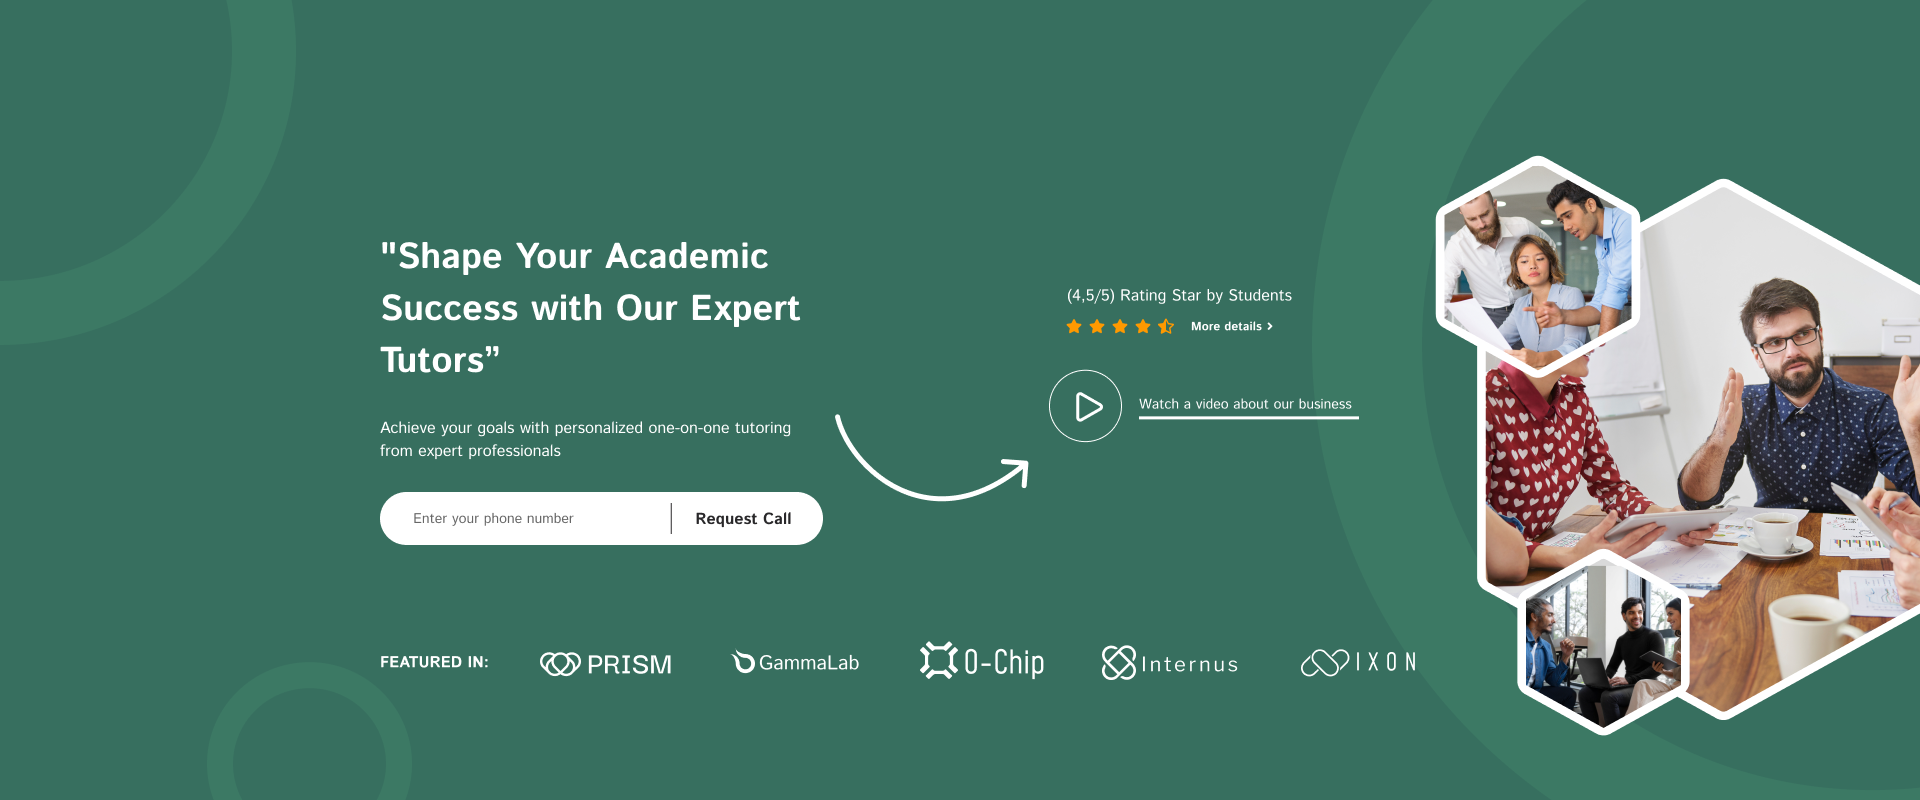 "Shape Your Academic
Success with Our Expert
Tutors”
Achieve your goals with personalized one-on-one tutoring
from expert professionals
Enter your phone number
Request Call
(4,5/5) Rating Star by Students
More details
Watch a video about our business
FEATURED IN:
PRISM
GammaLab
O-Chip
Internus
IXON